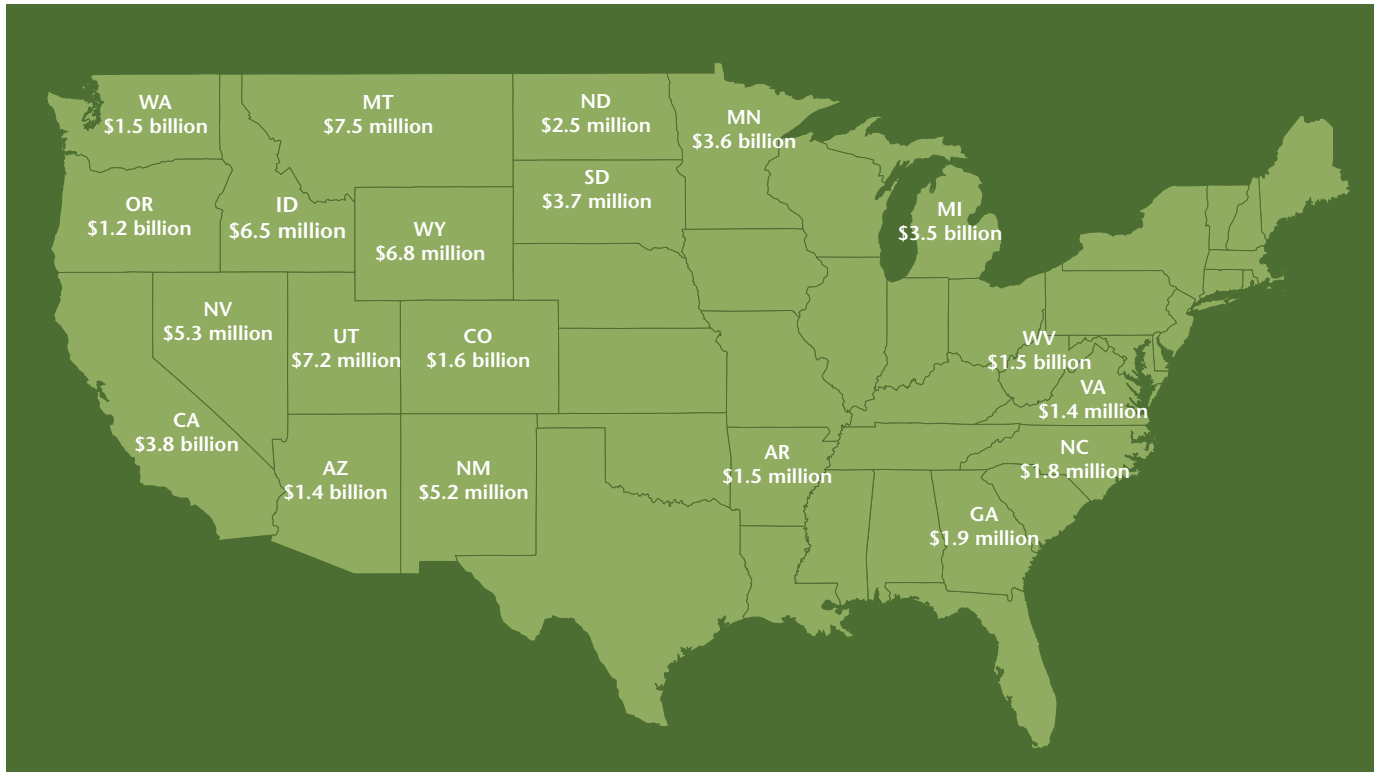 WA
$1.5 billion
MT
$7.5 million
ND
$2.5 million
MN
$3.6 billion
SD
$3.7 million
OR
$1.2 billion
ID
$6.5 million
WY
$6.8 million
MI
$3.5 billion
NV
$5.3 million
UT
$7.2 million
CO
$1.6 billion
WV
$1.5 billion
VA
$1.4 million
CA
$3.8 billion
AZ
$1.4 billion
NM
$5.2 million
AR
$1.5 million
NC
$1.8 million
GA
$1.9 million